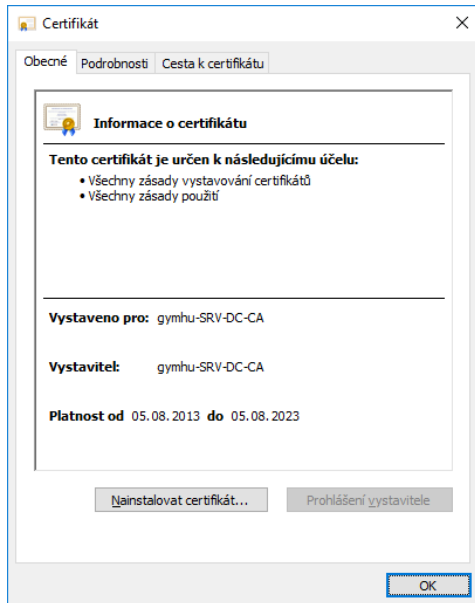 Certifikát
Obecné Podrobnosti Cesta k certifikátu
Informace o certifikátu
Tento certifikát je určen k následujícímu účelu:
• Všechny zásady vystavování certifikátů
• Všechny zásady použití
Vystaveno pro: gymhu-SRV-DC-CA
Vystavitel: gymhu-SRV-DC-CA
Platnost od 05.08.2013 do 05.08.2023
Nainstalovat certifikát... Prohlášení vystavitele
OK